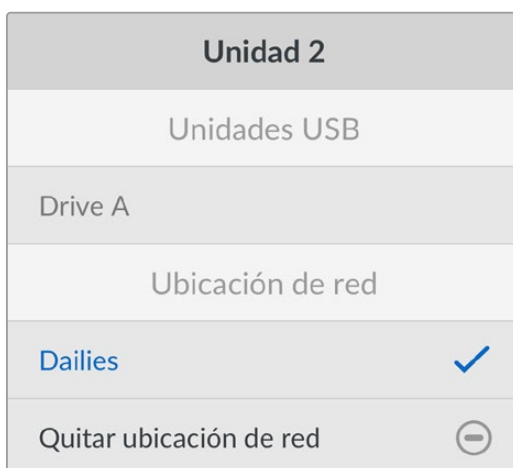 Unidad 2
Unidades USB
Drive A
Ubicación de red
Dailies
Quitar ubicación de red